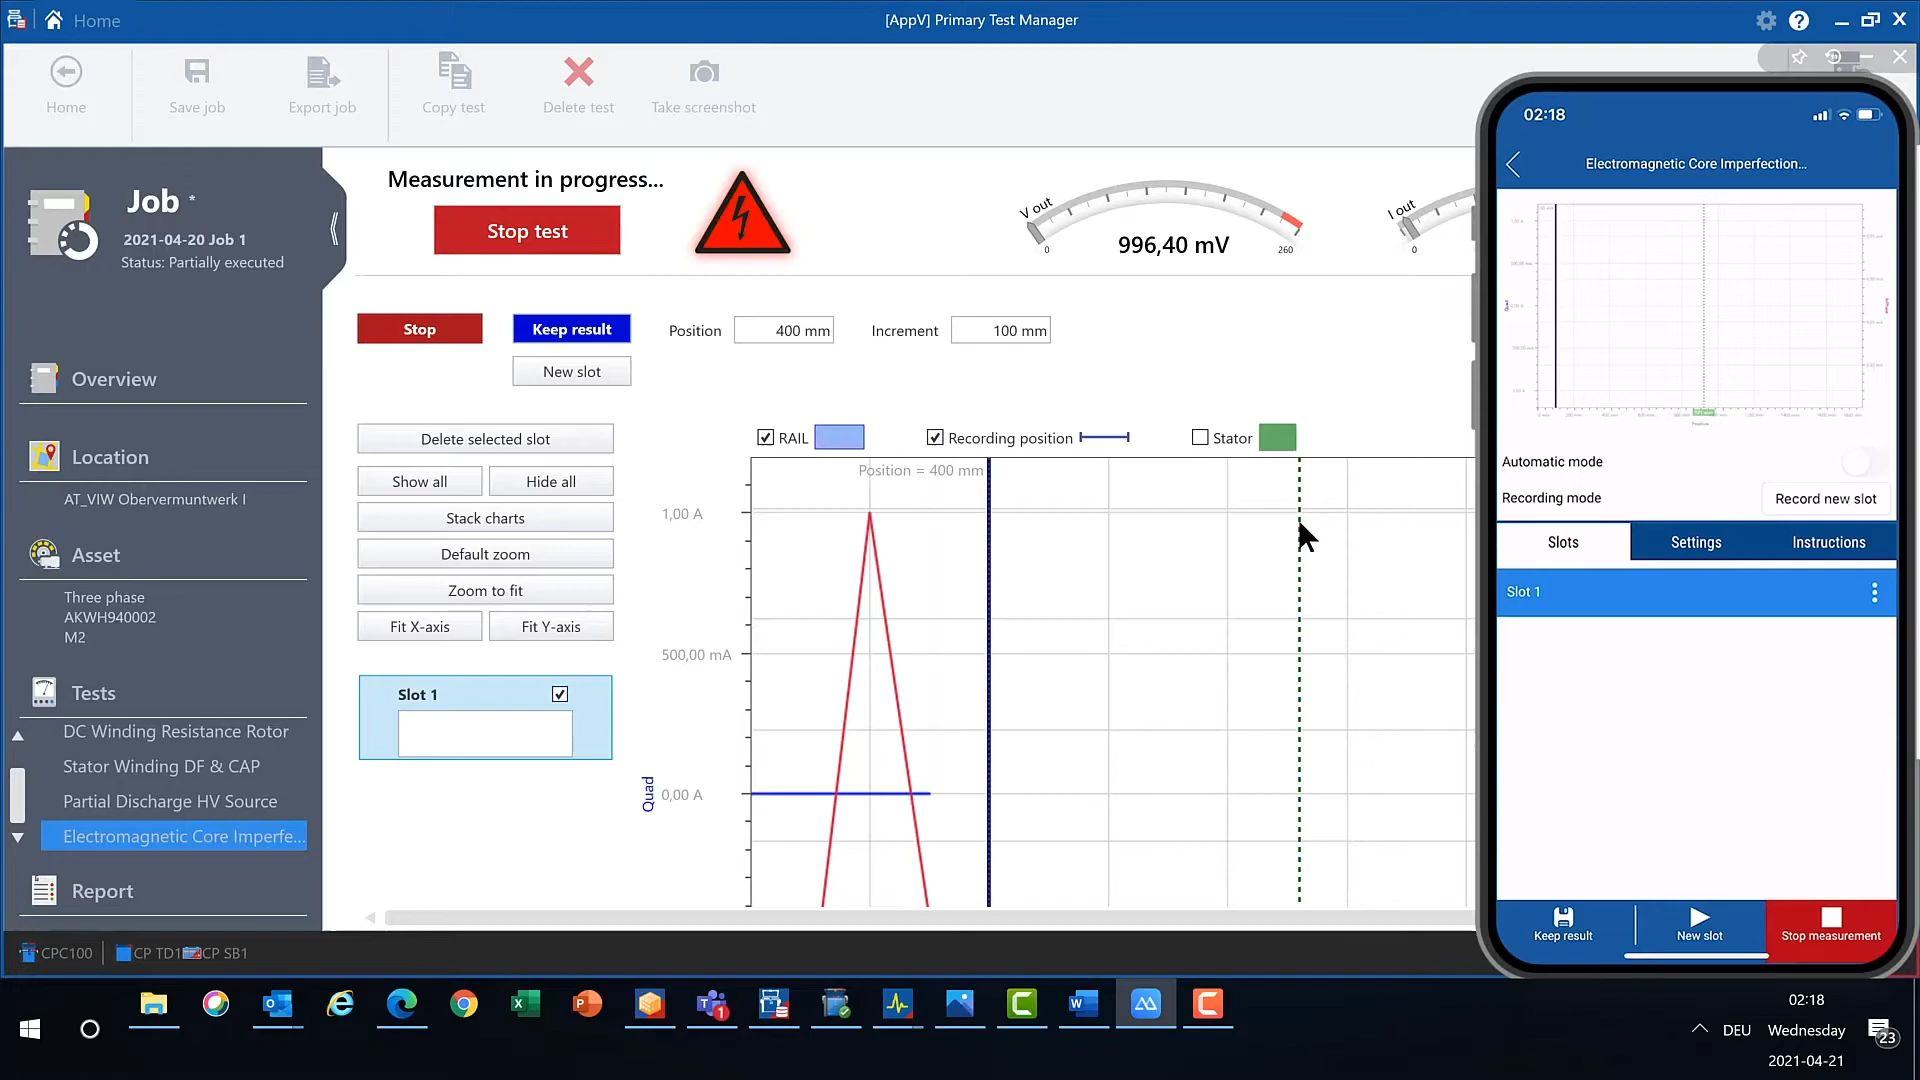 Home
[AppV] Primary Test Manager
Home
Save job
Export job
Copy test
Delete test
Take screenshot
Job *
2021-04-20 Job 1
Status: Partially executed
Overview
Location
AT_VIW Obervermuntwerk I
Asset
Three phase
AKWH940002
M2
Tests
DC Winding Resistance Rotor
Stator Winding DF & CAP
Partial Discharge HV Source
Electromagnetic Core Imperfe...
Report
CPC100
CP TD1
CP SB1
Measurement in progress...
Stop test
V out
0
996,40 mV
260
I out
0
Stop
Keep result
Position
400 mm
Increment
100 mm
New slot
Delete selected slot
Show all
Hide all
Stack charts
Default zoom
Zoom to fit
Fit X-axis
Fit Y-axis
Slot 1
RAIL
Recording position
Stator
Position = 400 mm
1,00 A
500,00 mA
0,00 A
Quad
02:18
Electromagnetic Core Imperfection...
Automatic mode
Recording mode
Record new slot
Slots
Settings
Instructions
Slot 1
Keep result
New slot
Stop measurement
1
02:18
DEU
Wednesday
23
2021-04-21